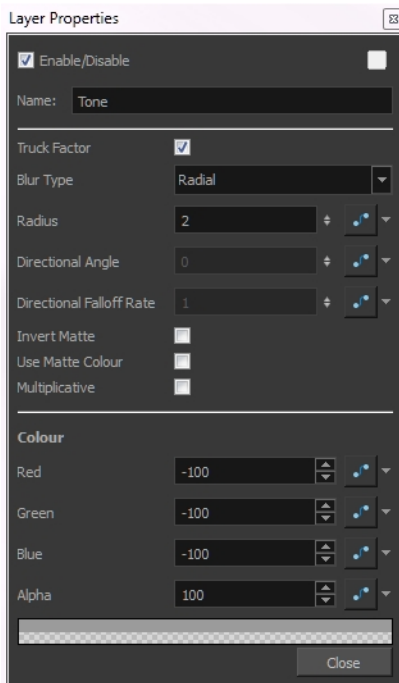 Layer Properties
Enable/Disable
Name: Tone
Truck Factor
Blur Type Radial
Radius 2
Directional Angle 0
Directional Falloff Rate 1
Invert Matte
Use Matte Colour
Multiplicative
Colour
Red -100
Green -100
Blue -100
Alpha 100
Close